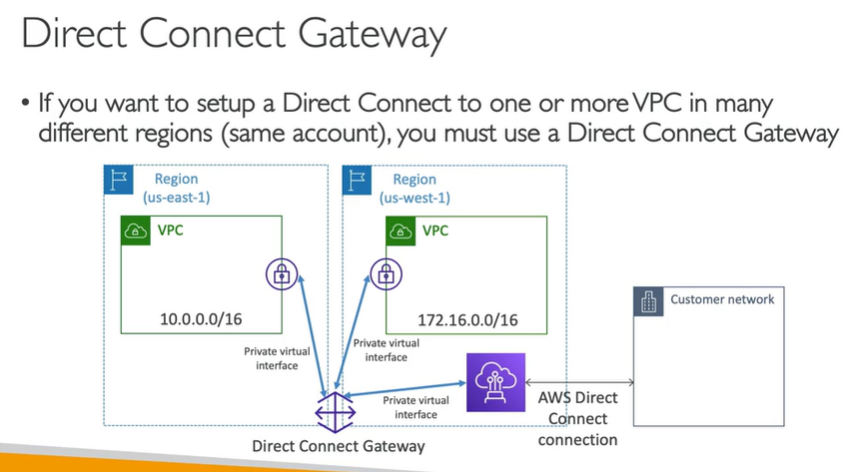 Direct Connect Gateway
• If you want to setup a Direct Connect to one or more VPC in many
different regions (same account), you must use a Direct Connect Gateway
Region
(us-east-1)
Region
(us-west-1)
VPC
VPC
10.0.0.0/16
172.16.0.0/16
Customer network
Private virtual
interface
Private virtual
interface
Private virtual
interface
AWS Direct
Connect
connection
Direct Connect Gateway